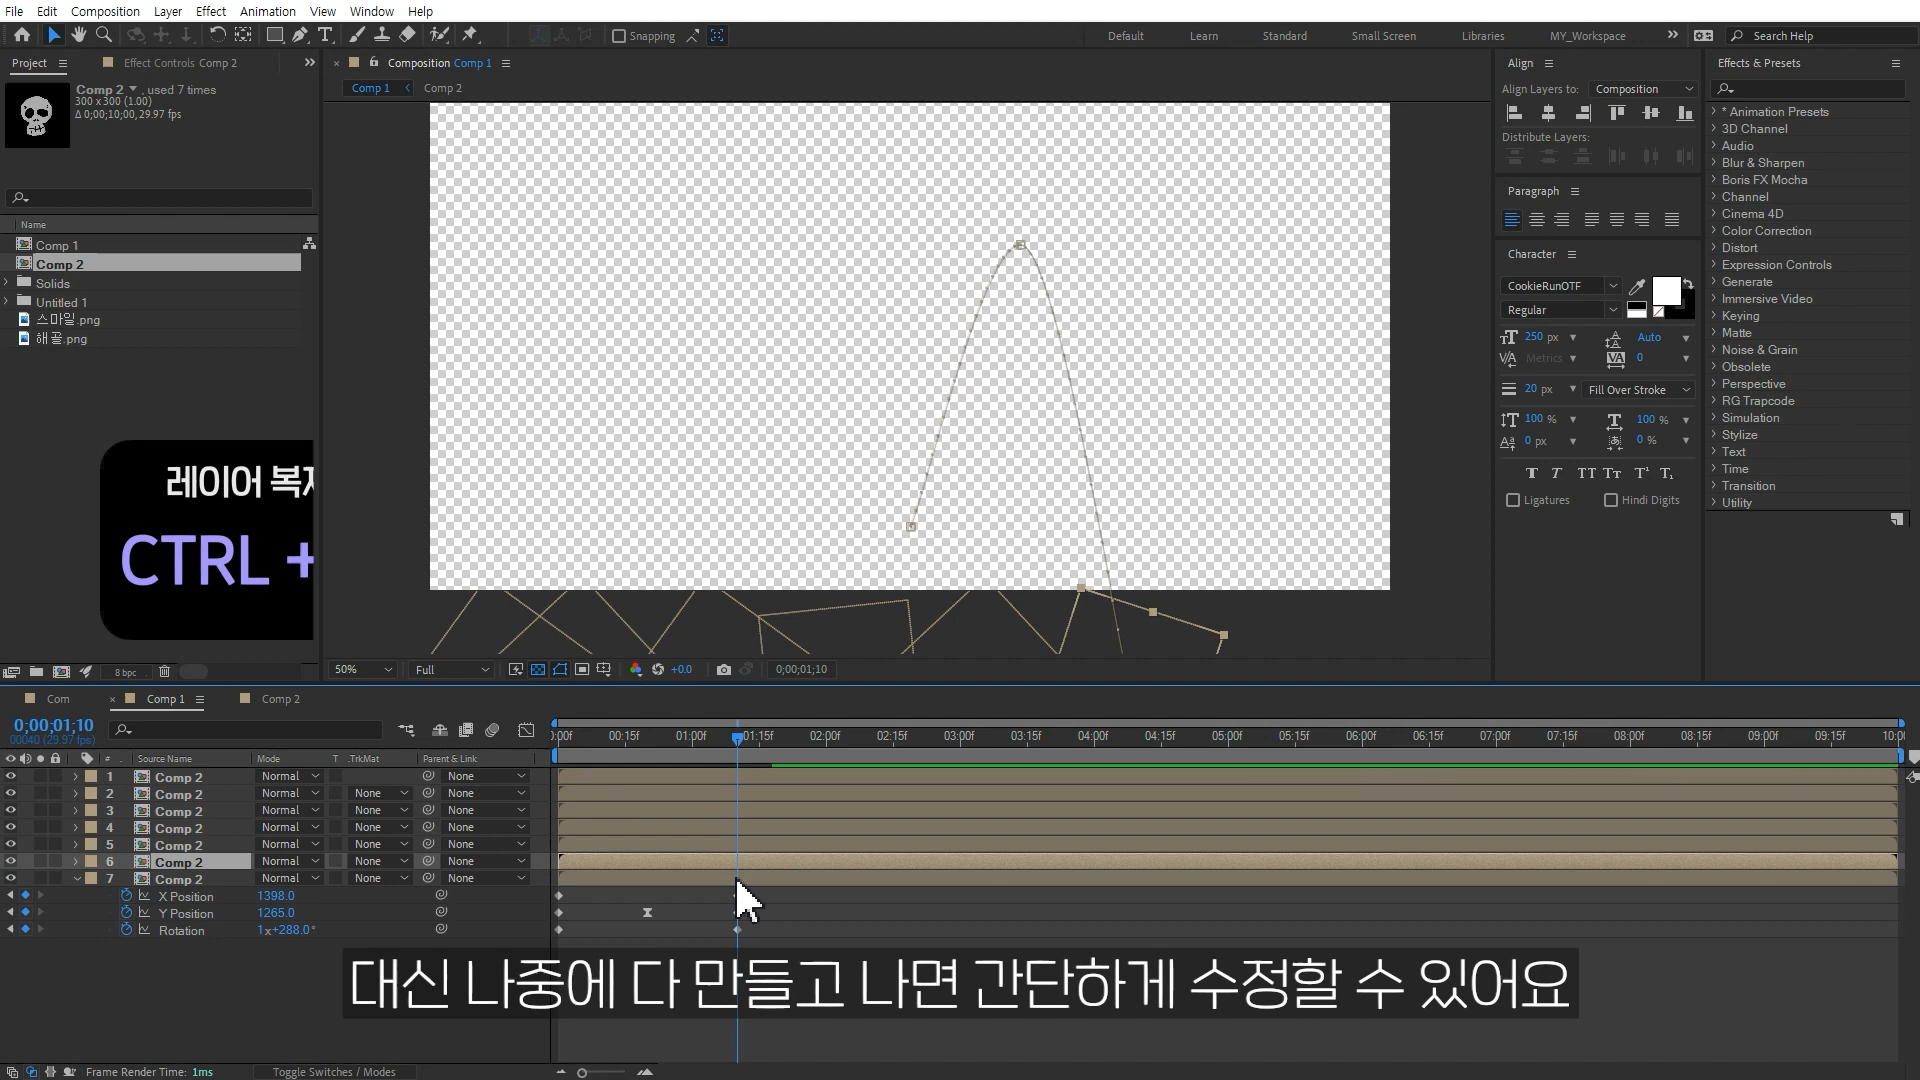 File Edit Composition Layer Effect Animation View Window Help
Snapping
Default Learn Standard Small Screen Libraries MY_Workspace Search Help
Project
Effect Controls Comp 2
Composition Comp 1
Comp 1
Comp 2
Comp 2 , used 7 times
300 x 300 (1.00)
Δ 0;00;10;00, 29.97 fps
Name
Comp 1
Comp 2
Solids
Untitled 1
스마일.png
해골.png
레이어 복제
CTRL +
8 bpc
50%
Full
+0.0
0;00;01;10
Align
Align Layers to: Composition
Distribute Layers:
Paragraph
Character
CookieRunOTF
Regular
250 px
Auto
Metrics
0
20 px
Fill Over Stroke
100 %
100 %
0 px
0 %
Ligatures
Hindi Digits
Effects & Presets
* Animation Presets
3D Channel
Audio
Blur & Sharpen
Boris FX Mocha
Channel
Cinema 4D
Color Correction
Distort
Expression Controls
Generate
Immersive Video
Keying
Matte
Noise & Grain
Obsolete
Perspective
RG Trapcode
Simulation
Stylize
Text
Time
Transition
Utility
Com
Comp 1
Comp 2
0;00;01;10
00040 (29.97 fps)
):00f 00:15f 01:00f 01:15f 02:00f 02:15f 03:00f 03:15f 04:00f 04:15f 05:00f 05:15f 06:00f 06:15f 07:00f 07:15f 08:00f 08:15f 09:00f 09:15f 10:0
# Source Name Mode T .TrkMat Parent & Link
1 Comp 2 Normal None
2 Comp 2 Normal None None
3 Comp 2 Normal None None
4 Comp 2 Normal None None
5 Comp 2 Normal None None
6 Comp 2 Normal None None
7 Comp 2 Normal None None
X Position 1398.0
Y Position 1265.0
Rotation 1x+288.0°
대신 나중에 다 만들고 나면 간단하게 수정할 수 있어요
Frame Render Time: 1ms
Toggle Switches / Modes